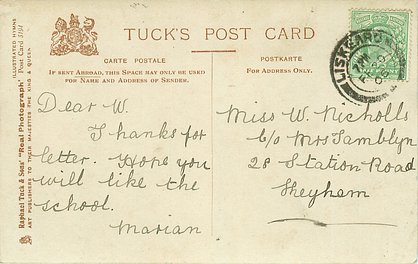 TUCK'S POST CARD
CARTE POSTALE
IF SENT ABROAD, THIS SPACE MAY ONLY BE USED
FOR NAME AND ADDRESS OF SENDER.
POSTCARD
FOR ADDRESS ONLY.
Raphael Tuck & Sons' "Real Photograph"
ART PUBLISHERS TO THEIR MAJESTIES THE KING & QUEEN
ILLUSTRATED HYMNS
Post Card
Dear W.
Thanks for
letter. Hope you
will like the
school.
Marian
LISKEARD
Miss W. Nicholls
c/o Mrs Tamblyn
28 Station Road
Keyham